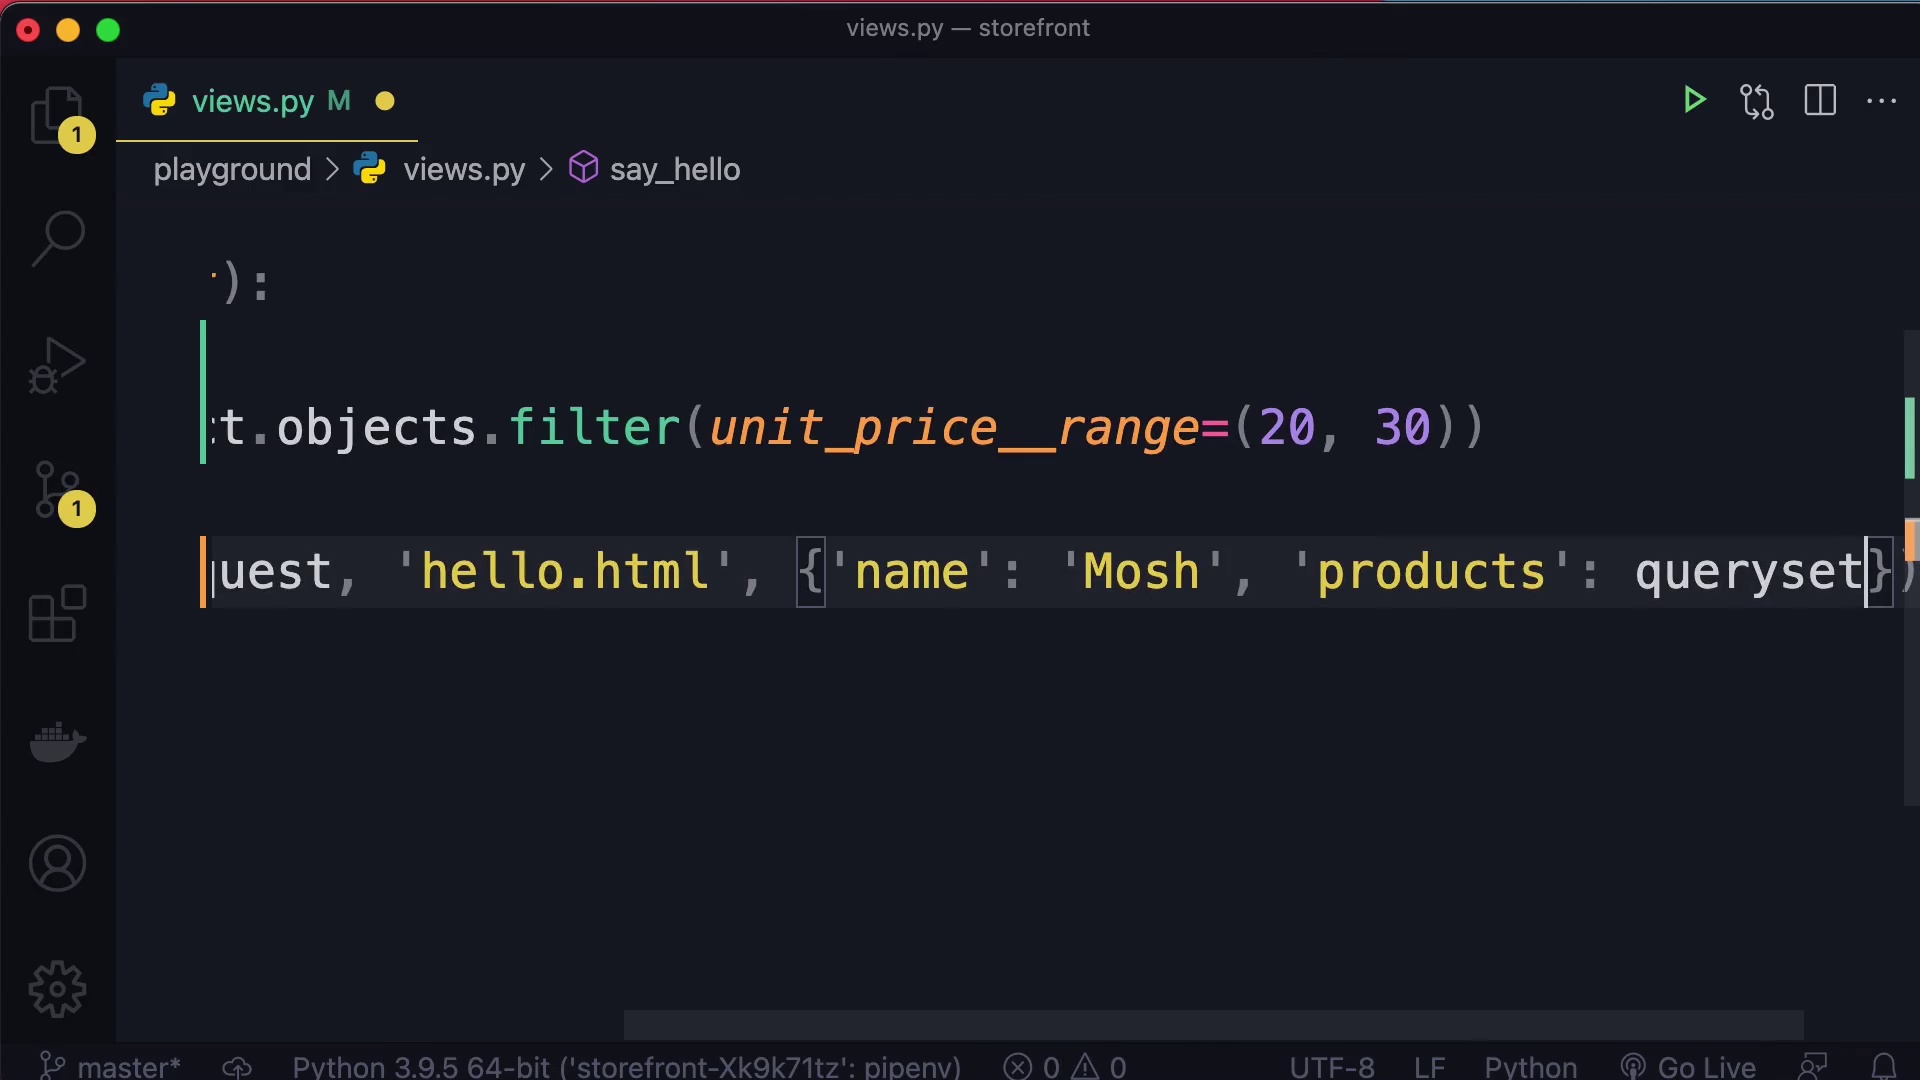 views.py — storefront
views.py M
playground > views.py > say_hello
):
t.objects.filter(unit_price__range=(20, 30))
uest, 'hello.html', {'name': 'Mosh', 'products': queryset})
1
1
master* Python 3.9.5 64-bit ('storefront-Xk9k71tz': pipenv) 0 0 UTF-8 LF Python Go Live